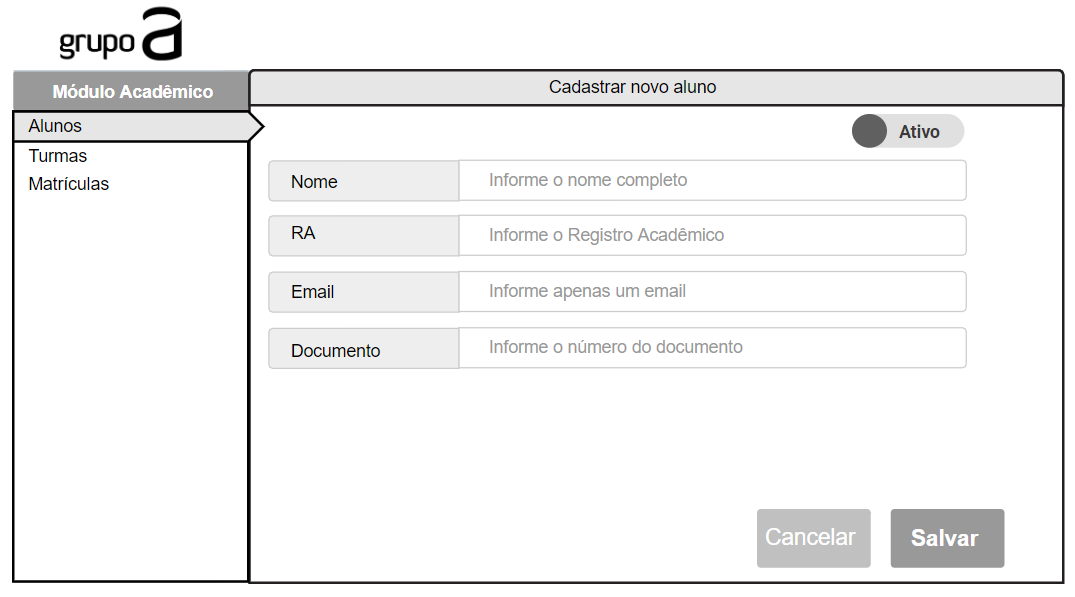 grupo a
Módulo Acadêmico
Cadastrar novo aluno
Alunos
Turmas
Matrículas
Ativo
Nome
Informe o nome completo
RA
Informe o Registro Acadêmico
Email
Informe apenas um email
Documento
Informe o número do documento
Cancelar
Salvar